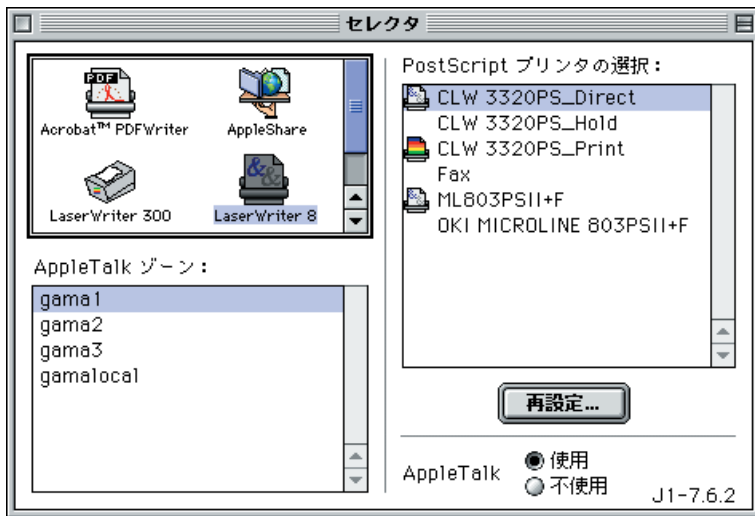 セレクタ
PDF
Acrobat™ PDFWriter
AppleShare
LaserWriter 300
LaserWriter 8
AppleTalk ゾーン：
gama1
gama2
gama3
gamalocal
PostScript プリンタの選択：
CLW 3320PS_Direct
CLW 3320PS_Hold
CLW 3320PS_Print
Fax
ML803PSII+F
OKI MICROLINE 803PSII+F
再設定...
AppleTalk
使用
不使用
J1-7.6.2